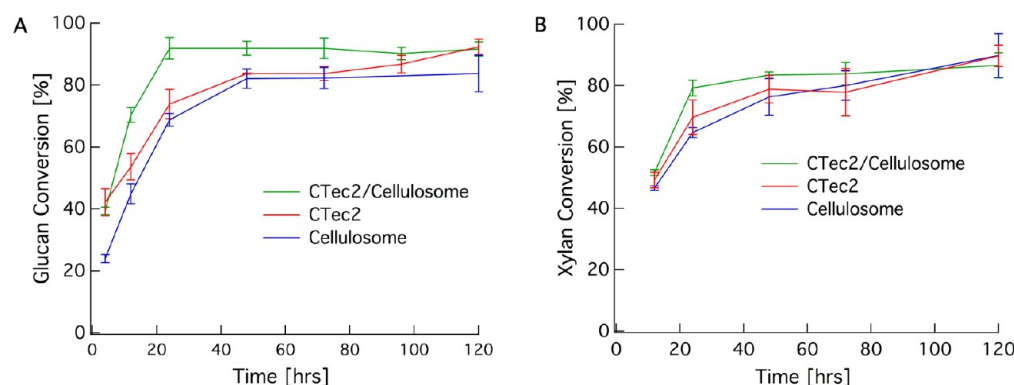 A
100
80
60
40
20
0
Glucan Conversion [%]
CTec2/Cellulosome
CTec2
Cellulosome
0 20 40 60 80 100 120
Time [hrs]
B
100
80
60
40
20
0
Xylan Conversion [%]
CTec2/Cellulosome
CTec2
Cellulosome
0 20 40 60 80 100 120
Time [hrs]